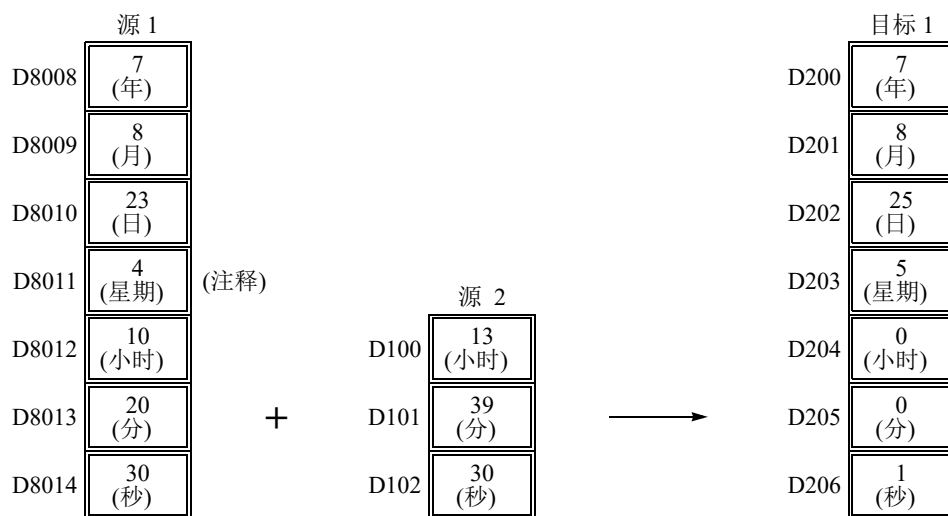 源 1
D8008
7
(年)
D8009
8
(月)
D8010
23
(日)
D8011
4
(星期)
(注释)
D8012
10
(小时)
D8013
20
(分)
D8014
30
(秒)
+
源 2
D100
13
(小时)
D101
39
(分)
D102
30
(秒)
目标 1
D200
7
(年)
D201
8
(月)
D202
25
(日)
D203
5
(星期)
D204
0
(小时)
D205
0
(分)
D206
1
(秒)